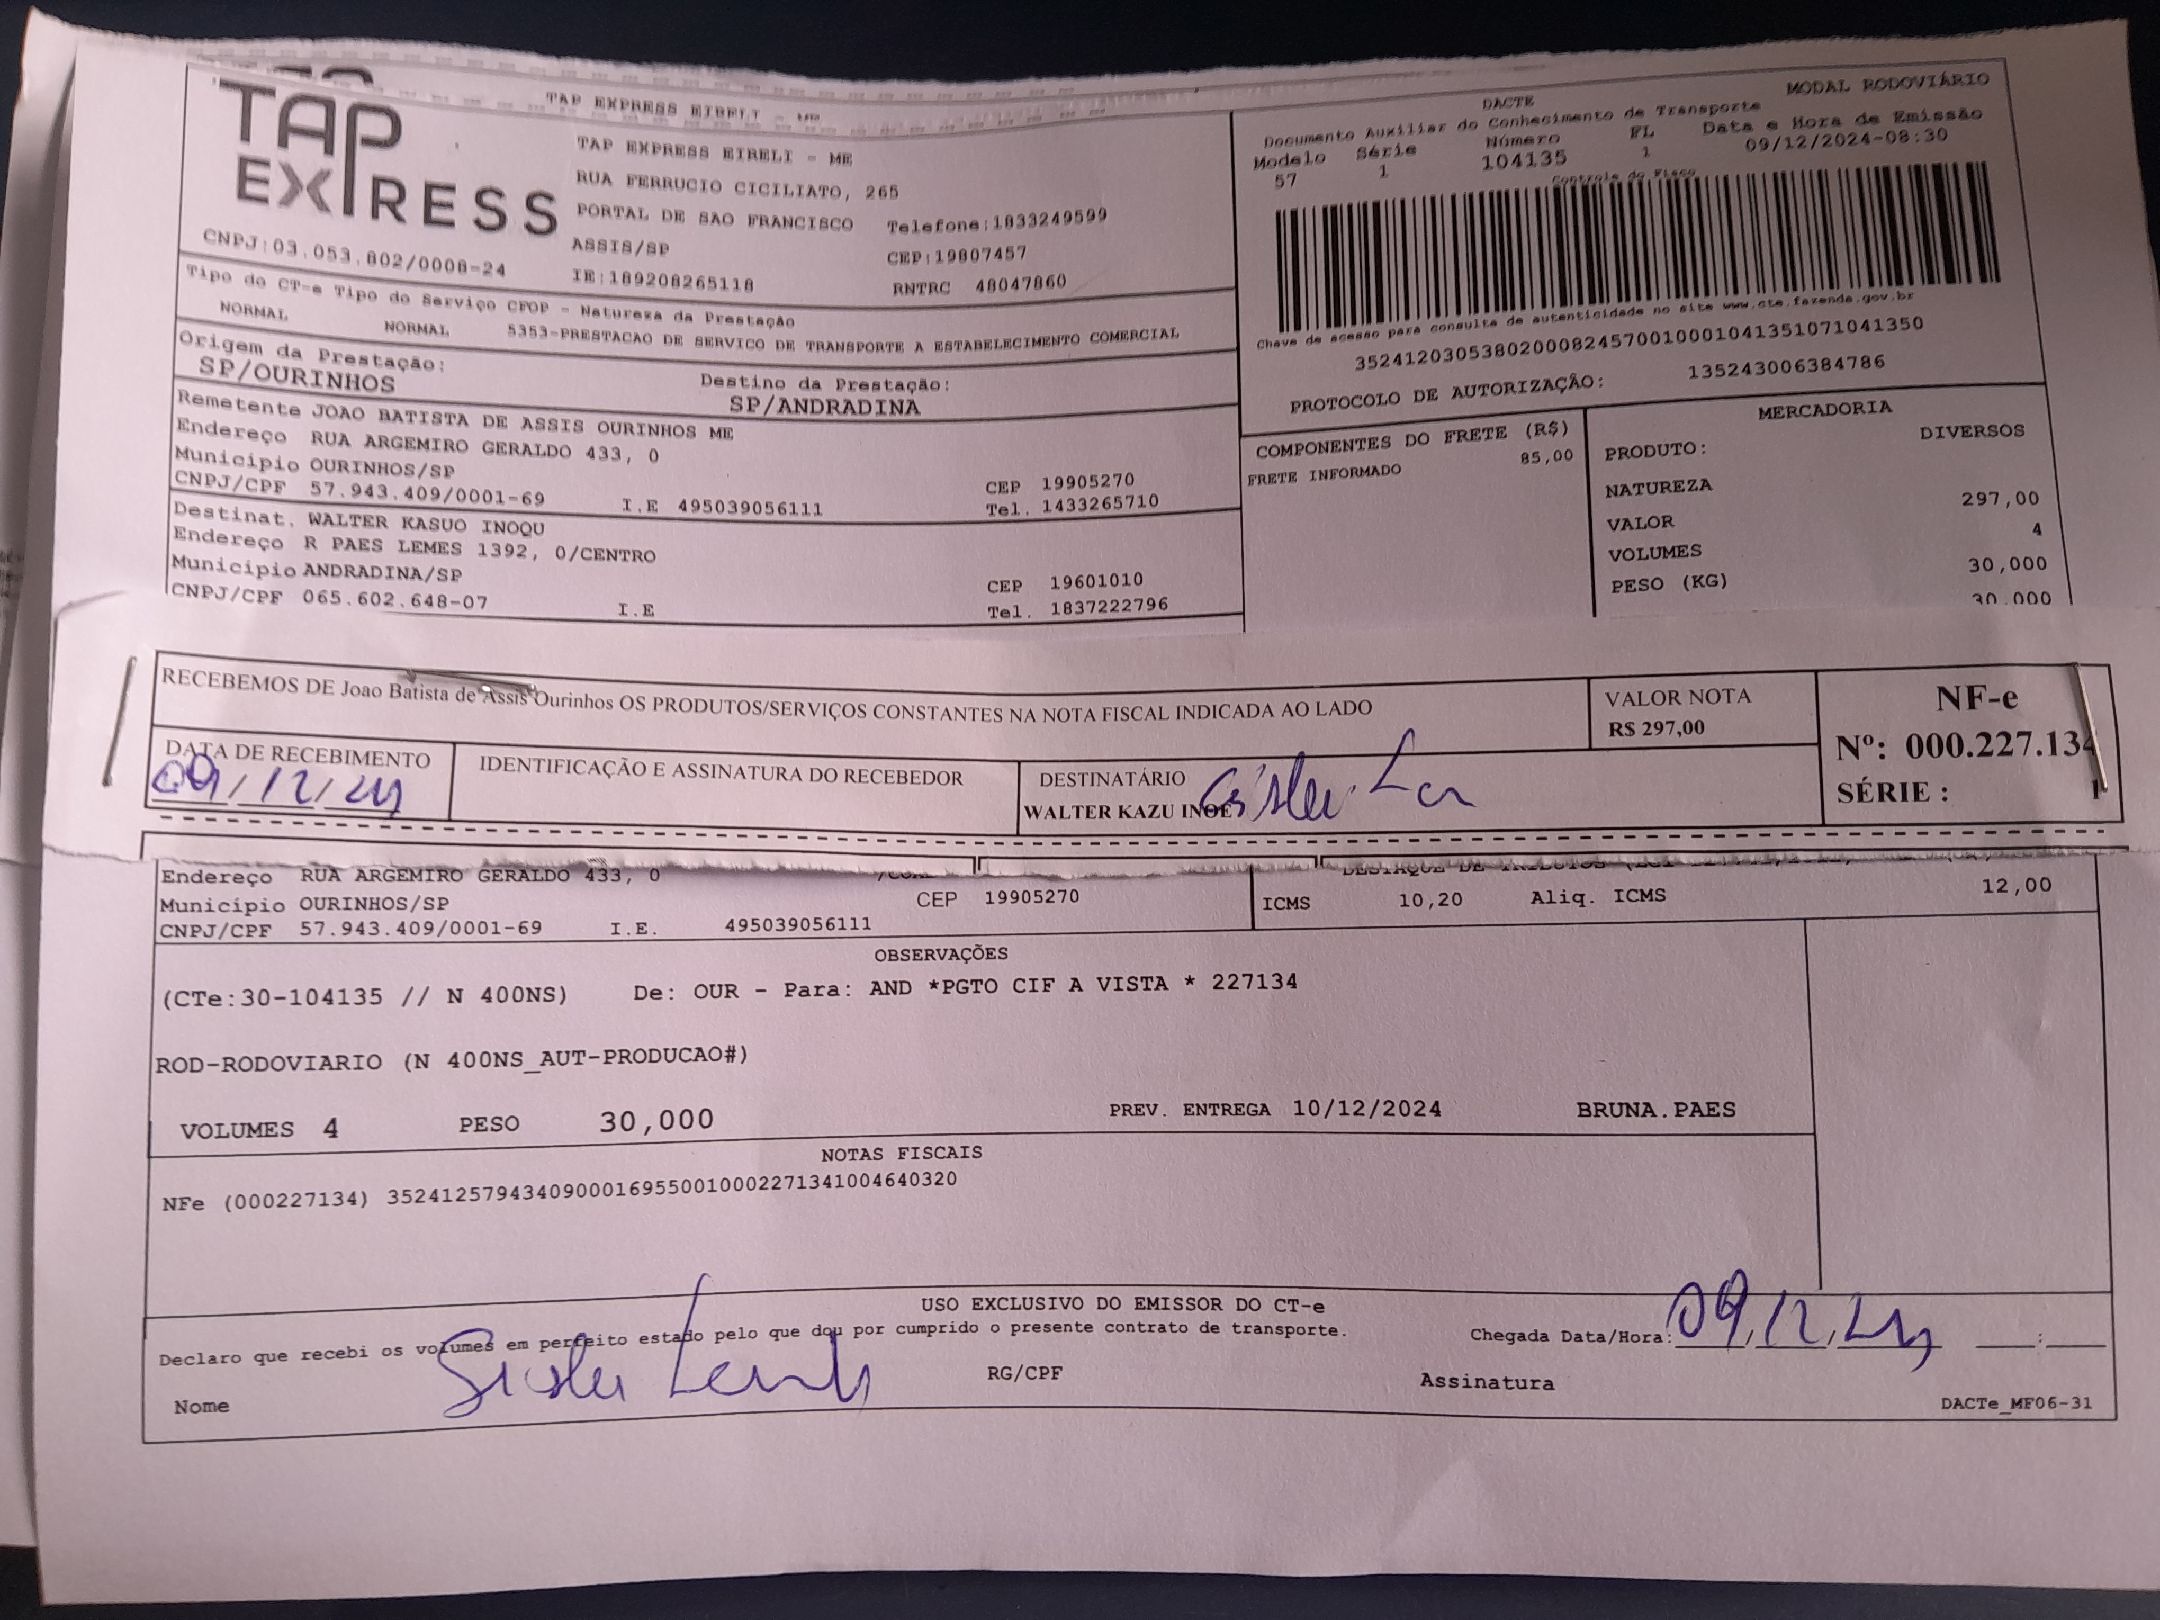 TAP EXPRESS EIRELI - ME
TAP
EXPRESS
TAP EXPRESS EIRELI - ME
RUA FERRUCIO CICILIATO, 265
PORTAL DE SAO FRANCISCO Telefone:1833249599
ASSIS/SP CEP:19807457
CNPJ:03.053.802/0008-24 IE:189208265118 RNTRC 48047860
DACTE MODAL RODOVIÁRIO
Documento Auxiliar do Conhecimento de Transporte
Modelo Série Número FL Data e Hora de Emissão
57 1 104135 1 09/12/2024-08:30
Controle do Fisco
Chave de acesso para consulta de autenticidade no site www.cte.fazenda.gov.br
35241203053802000824570010001041351071041350
PROTOCOLO DE AUTORIZAÇÃO: 135243006384786
Tipo do CT-e Tipo do Serviço CFOP - Natureza da Prestação
NORMAL NORMAL 5353-PRESTACAO DE SERVICO DE TRANSPORTE A ESTABELECIMENTO COMERCIAL
Origem da Prestação: Destino da Prestação:
SP/OURINHOS SP/ANDRADINA
Remetente JOAO BATISTA DE ASSIS OURINHOS ME
Endereço RUA ARGEMIRO GERALDO 433, 0
Município OURINHOS/SP CEP 19905270
CNPJ/CPF 57.943.409/0001-69 I.E 495039056111 Tel. 1433265710
Destinat. WALTER KASUO INOQU
Endereço R PAES LEMES 1392, 0/CENTRO
Município ANDRADINA/SP CEP 19601010
CNPJ/CPF 065.602.648-07 I.E Tel. 1837222796
COMPONENTES DO FRETE (R$)
FRETE INFORMADO 85,00
MERCADORIA
PRODUTO: DIVERSOS
NATUREZA
VALOR 297,00
VOLUMES 4
PESO (KG) 30,000
30.000
RECEBEMOS DE Joao Batista de Assis Ourinhos OS PRODUTOS/SERVIÇOS CONSTANTES NA NOTA FISCAL INDICADA AO LADO
VALOR NOTA
R$ 297,00
NF-e
Nº: 000.227.134
SÉRIE : 1
DATA DE RECEBIMENTO
09/12/24
IDENTIFICAÇÃO E ASSINATURA DO RECEBEDOR
DESTINATÁRIO
WALTER KAZU INOE
Endereço RUA ARGEMIRO GERALDO 433, 0
Município OURINHOS/SP CEP 19905270
CNPJ/CPF 57.943.409/0001-69 I.E. 495039056111
ICMS 10,20 Aliq. ICMS 12,00
OBSERVAÇÕES
(CTe:30-104135 // N 400NS) De: OUR - Para: AND *PGTO CIF A VISTA * 227134
ROD-RODOVIARIO (N 400NS_AUT-PRODUCAO#)
VOLUMES 4 PESO 30,000 PREV. ENTREGA 10/12/2024 BRUNA.PAES
NOTAS FISCAIS
NFe (000227134) 35241257943409000169550010002271341004640320
USO EXCLUSIVO DO EMISSOR DO CT-e
Declaro que recebi os volumes em perfeito estado pelo que dou por cumprido o presente contrato de transporte. Chegada Data/Hora: 09/12/24 __:__
Nome RG/CPF Assinatura
DACTe_MF06-31